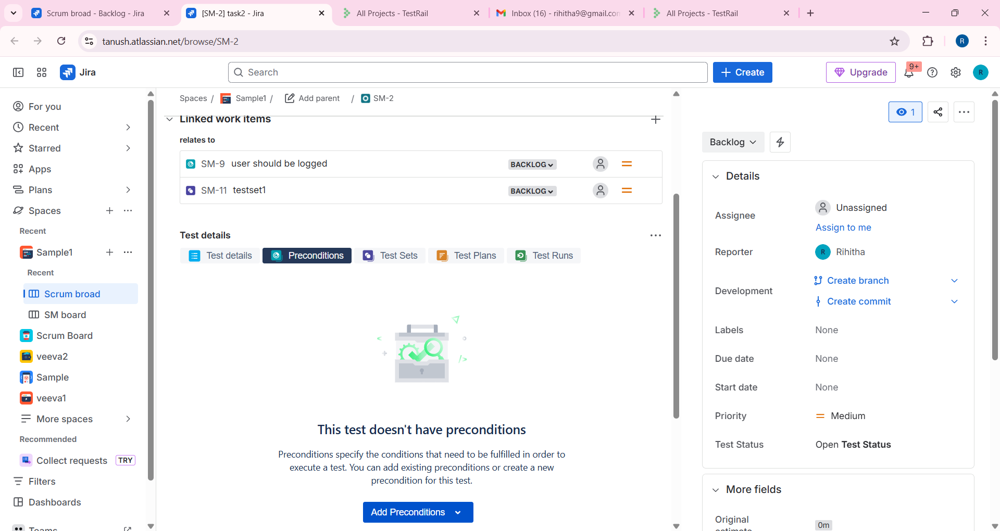 Scrum broad - Backlog - Jira
[SM-2] task2 - Jira
All Projects - TestRail
Inbox (16) - rihitha9@gmail.com
All Projects - TestRail
tanush.atlassian.net/browse/SM-2
R
Jira
Search
Create
Upgrade
9+
R
For you
Recent
Starred
Apps
Plans
Spaces
Recent
Sample1
Recent
Scrum broad
SM board
Scrum Board
veeva2
Sample
veeva1
More spaces
Recommended
Collect requests TRY
Filters
Dashboards
Teams
Spaces / Sample1 / Add parent / SM-2
Linked work items
relates to
SM-9 user should be logged BACKLOG
SM-11 testset1 BACKLOG
Test details
Test details Preconditions Test Sets Test Plans Test Runs
This test doesn't have preconditions
Preconditions specify the conditions that need to be fulfilled in order to
execute a test. You can add existing preconditions or create a new
precondition for this test.
Add Preconditions
1
Backlog
Details
Assignee
Unassigned
Assign to me
Reporter
R Rihitha
Development
Create branch
Create commit
Labels None
Due date None
Start date None
Priority Medium
Test Status Open Test Status
More fields
Original
estimate
0m